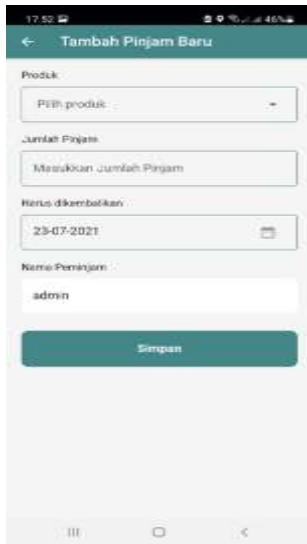 17.52
46%
Tambah Pinjam Baru
Produk
Pilih produk
Jumlah Pinjam
Masukkan Jumlah Pinjam
Harus dikembalikan
23-07-2021
Nama Peminjam
admin
Simpan